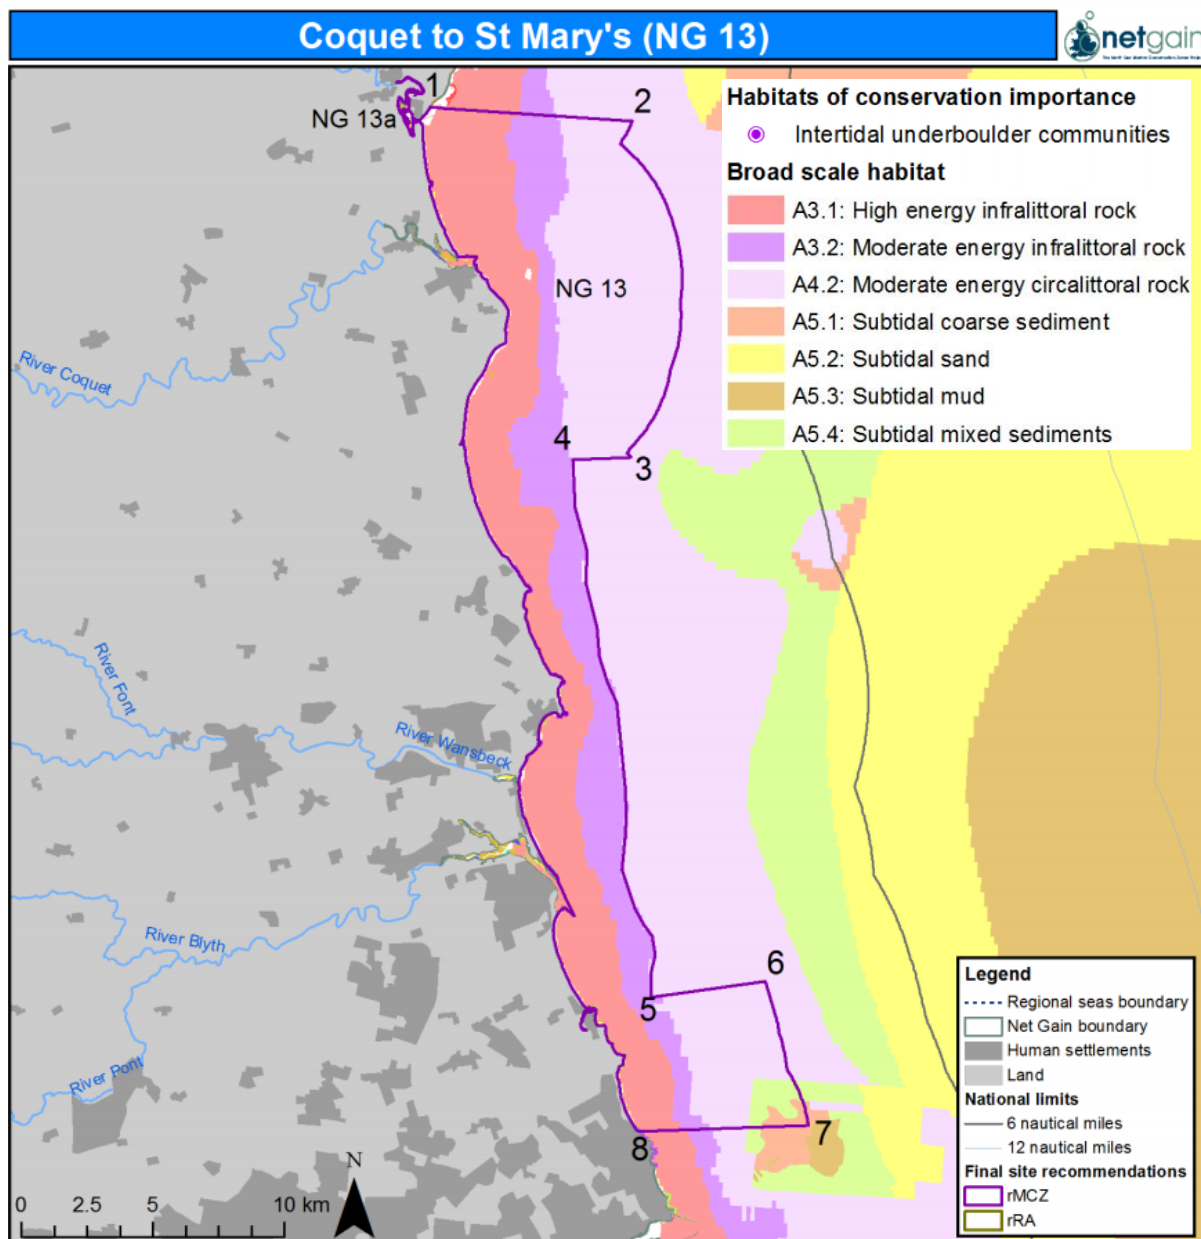 Coquet to St Mary's (NG 13)
netgain
1
2
NG 13a
Habitats of conservation importance
Intertidal underboulder communities
Broad scale habitat
A3.1: High energy infralittoral rock
A3.2: Moderate energy infralittoral rock
A4.2: Moderate energy circalittoral rock
A5.1: Subtidal coarse sediment
A5.2: Subtidal sand
A5.3: Subtidal mud
A5.4: Subtidal mixed sediments
NG 13
River Coquet
4
3
River Font
River Wansbeck
River Blyth
6
5
River Pont
7
8
Legend
Regional seas boundary
Net Gain boundary
Human settlements
Land
National limits
6 nautical miles
12 nautical miles
Final site recommendations
rMCZ
rRA
N
0 2.5 5 10 km